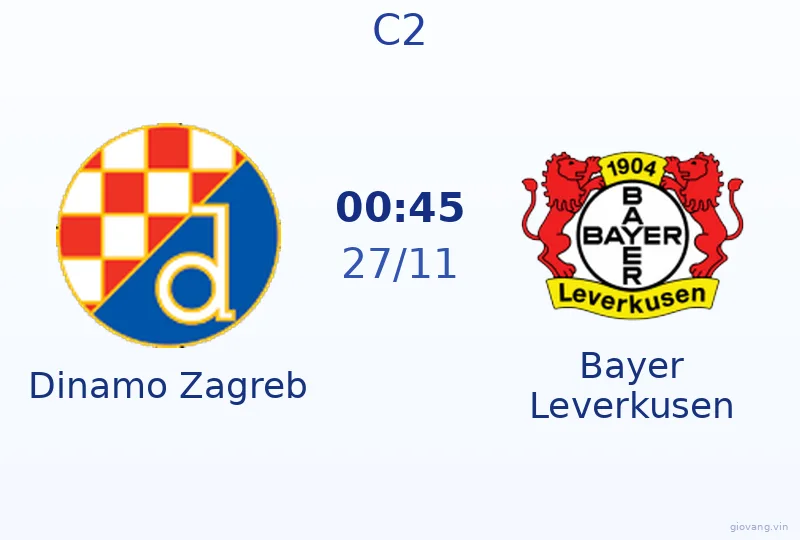 C2
00:45
27/11
d
1904
BAYER
BAYER
Leverkusen
Dinamo Zagreb
Bayer
Leverkusen
giovang.vin